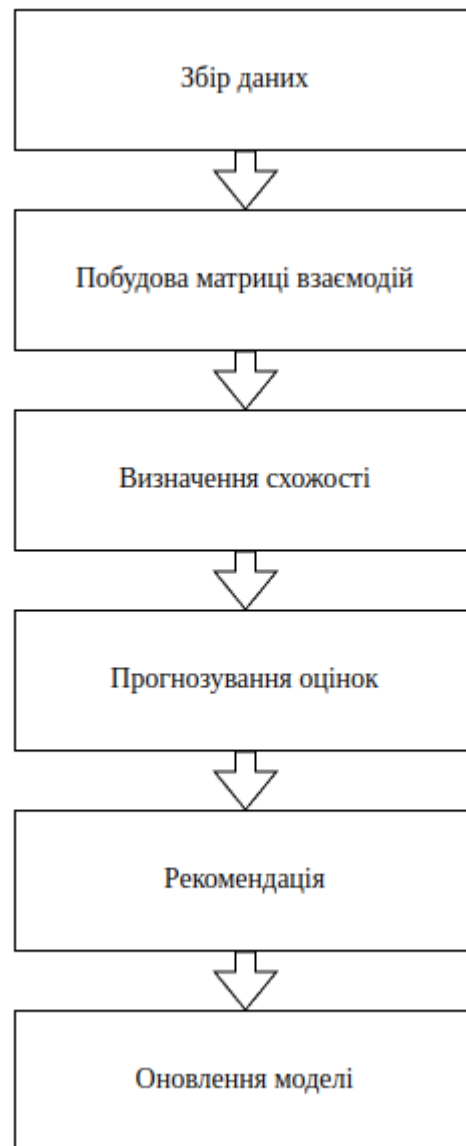 Збір даних
Побудова матриці взаємодій
Визначення схожості
Прогнозування оцінок
Рекомендація
Оновлення моделі